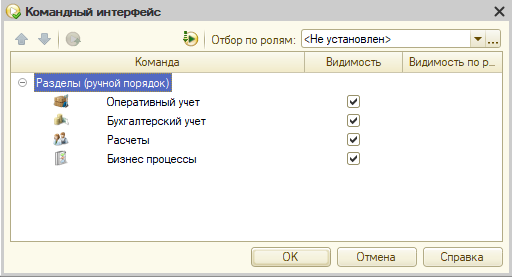 Командный интерфейс
Отбор по ролям: <Не установлен>
Команда Видимость Видимость по р...
Разделы (ручной порядок)
Оперативный учет
Бухгалтерский учет
Расчеты
Бизнес процессы
OK Отмена Справка